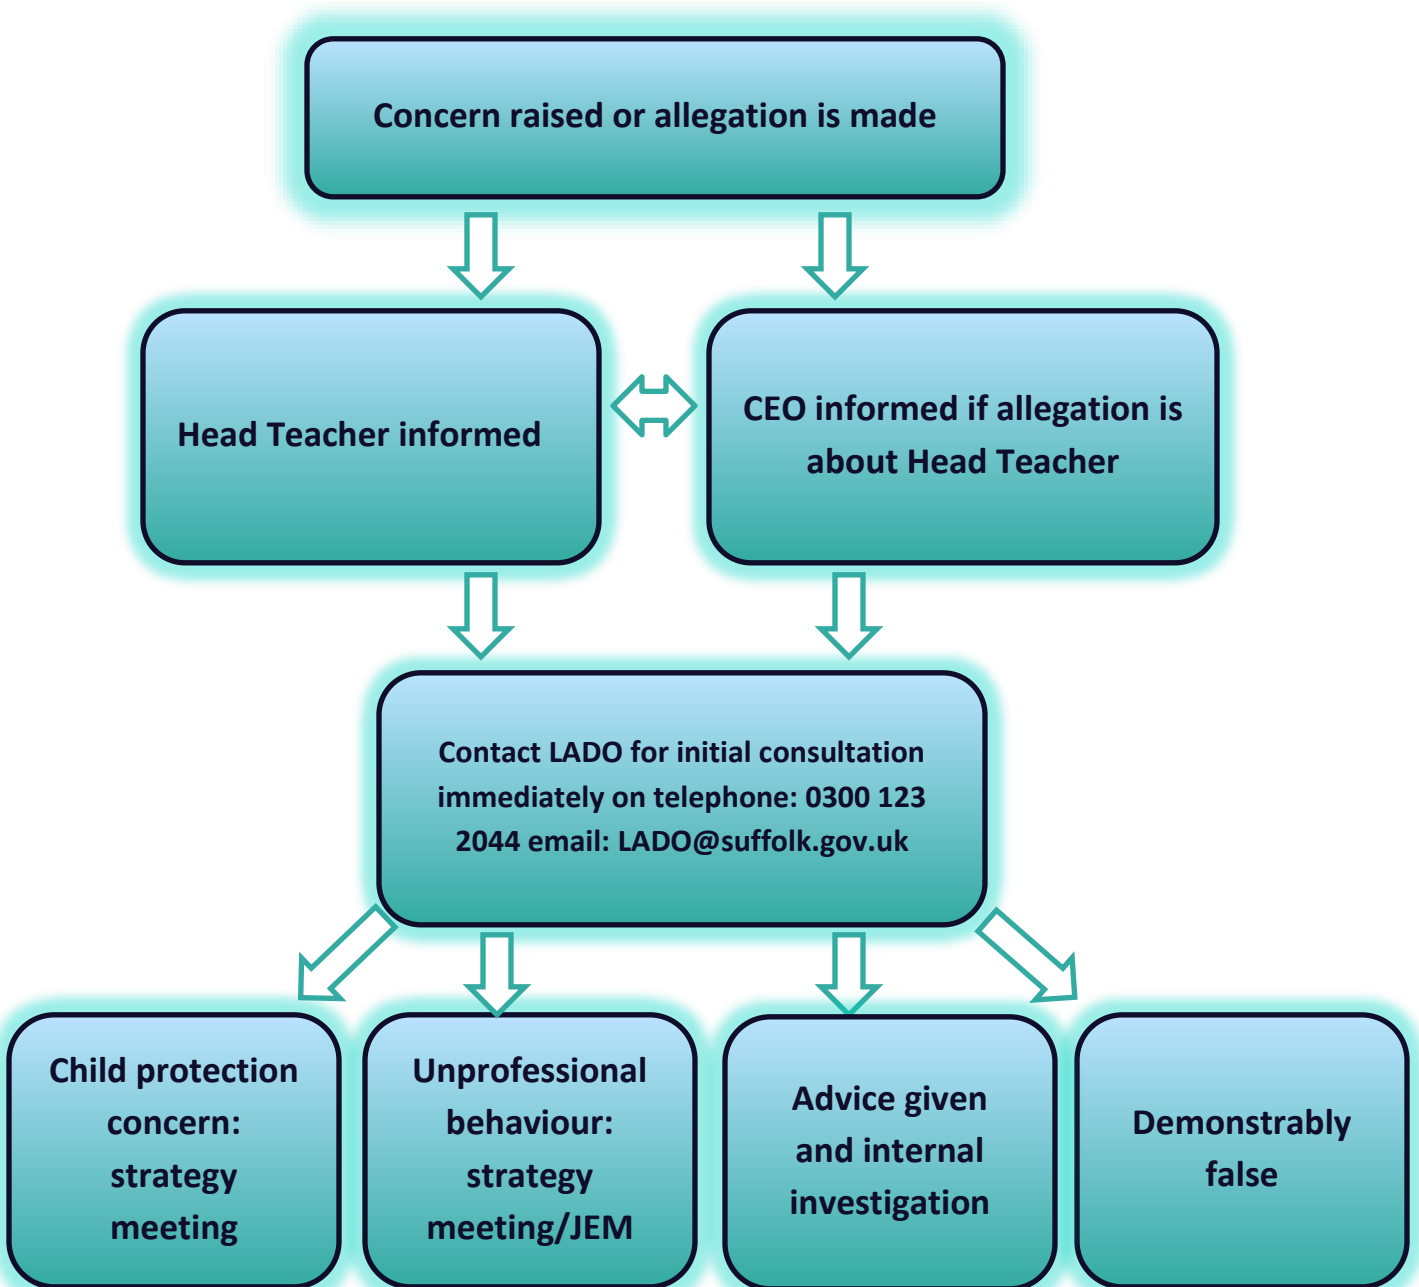 Concern raised or allegation is made
Head Teacher informed
CEO informed if allegation is
about Head Teacher
Contact LADO for initial consultation
immediately on telephone: 0300 123
2044 email: LADO@suffolk.gov.uk
Child protection
concern:
strategy
meeting
Unprofessional
behaviour:
strategy
meeting/JEM
Advice given
and internal
investigation
Demonstrably
false